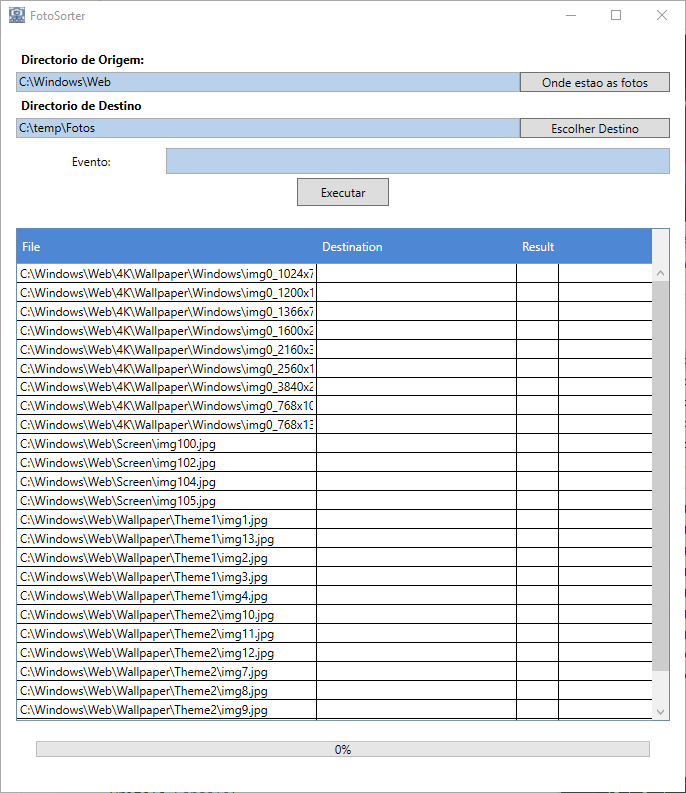 FotoSorter
Directorio de Origem:
C:\Windows\Web
Onde estao as fotos
Directorio de Destino
C:\temp\Fotos
Escolher Destino
Evento:
Executar
File Destination Result
C:\Windows\Web\4K\Wallpaper\Windows\img0_1024x7
C:\Windows\Web\4K\Wallpaper\Windows\img0_1200x1
C:\Windows\Web\4K\Wallpaper\Windows\img0_1366x7
C:\Windows\Web\4K\Wallpaper\Windows\img0_1600x2
C:\Windows\Web\4K\Wallpaper\Windows\img0_2160x3
C:\Windows\Web\4K\Wallpaper\Windows\img0_2560x1
C:\Windows\Web\4K\Wallpaper\Windows\img0_3840x2
C:\Windows\Web\4K\Wallpaper\Windows\img0_768x10
C:\Windows\Web\4K\Wallpaper\Windows\img0_768x13
C:\Windows\Web\Screen\img100.jpg
C:\Windows\Web\Screen\img102.jpg
C:\Windows\Web\Screen\img104.jpg
C:\Windows\Web\Screen\img105.jpg
C:\Windows\Web\Wallpaper\Theme1\img1.jpg
C:\Windows\Web\Wallpaper\Theme1\img13.jpg
C:\Windows\Web\Wallpaper\Theme1\img2.jpg
C:\Windows\Web\Wallpaper\Theme1\img3.jpg
C:\Windows\Web\Wallpaper\Theme1\img4.jpg
C:\Windows\Web\Wallpaper\Theme2\img10.jpg
C:\Windows\Web\Wallpaper\Theme2\img11.jpg
C:\Windows\Web\Wallpaper\Theme2\img12.jpg
C:\Windows\Web\Wallpaper\Theme2\img7.jpg
C:\Windows\Web\Wallpaper\Theme2\img8.jpg
C:\Windows\Web\Wallpaper\Theme2\img9.jpg
0%